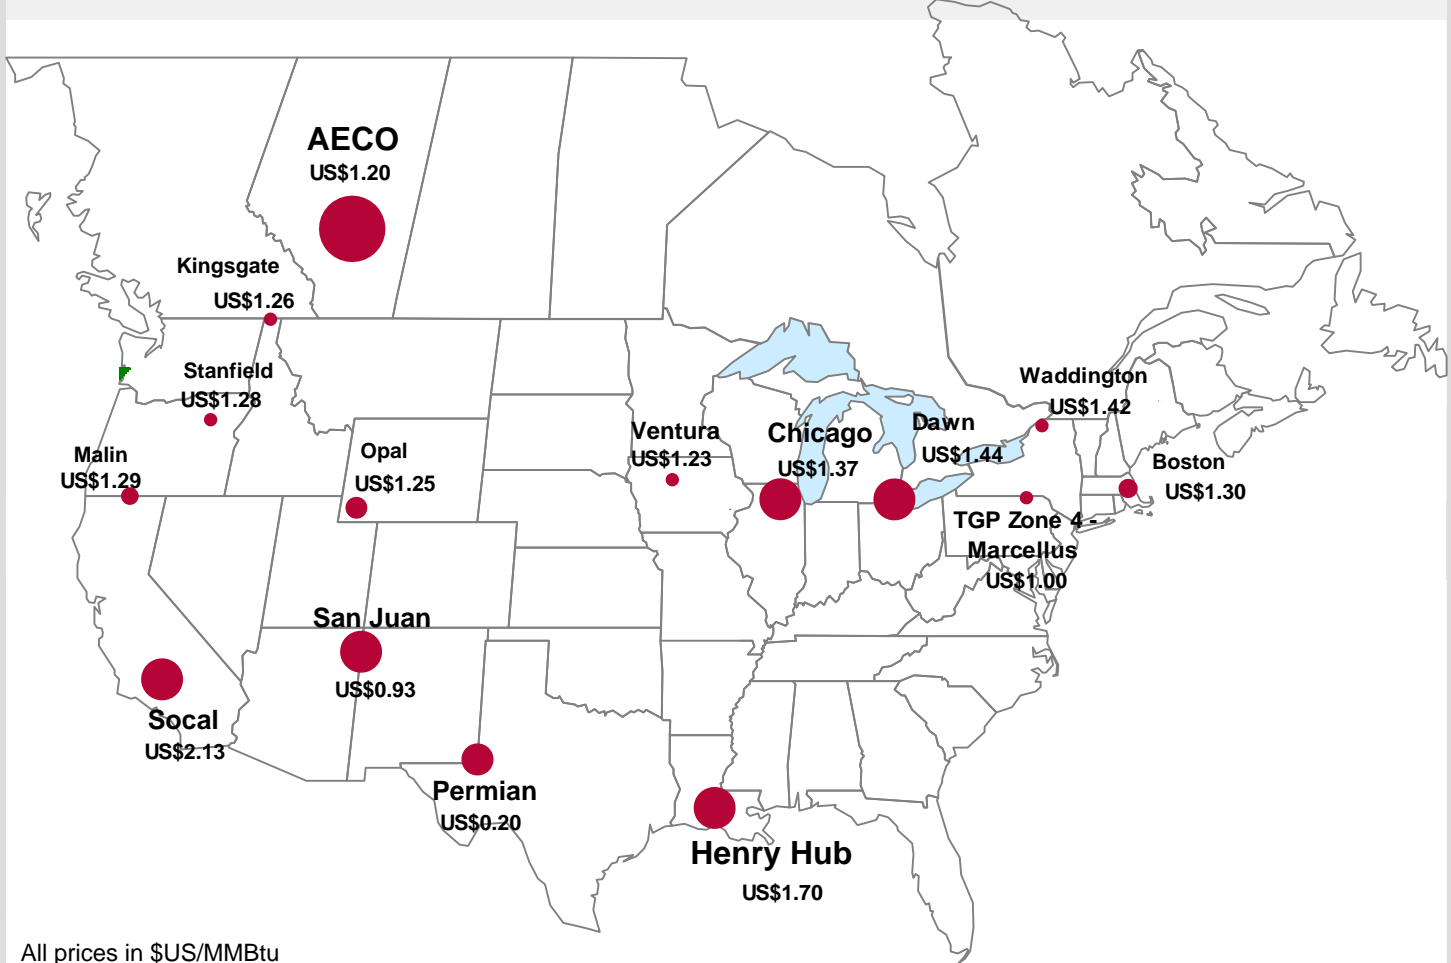 AECO
US$1.20
Kingsgate
US$1.26
Stanfield
US$1.28
Malin
US$1.29
Opal
US$1.25
Ventura
US$1.23
Chicago
US$1.37
Dawn
US$1.44
Waddington
US$1.42
Boston
US$1.30
TGP Zone 4 -
Marcellus
US$1.00
San Juan
US$0.93
Socal
US$2.13
Permian
US$0.20
Henry Hub
US$1.70
All prices in $US/MMBtu